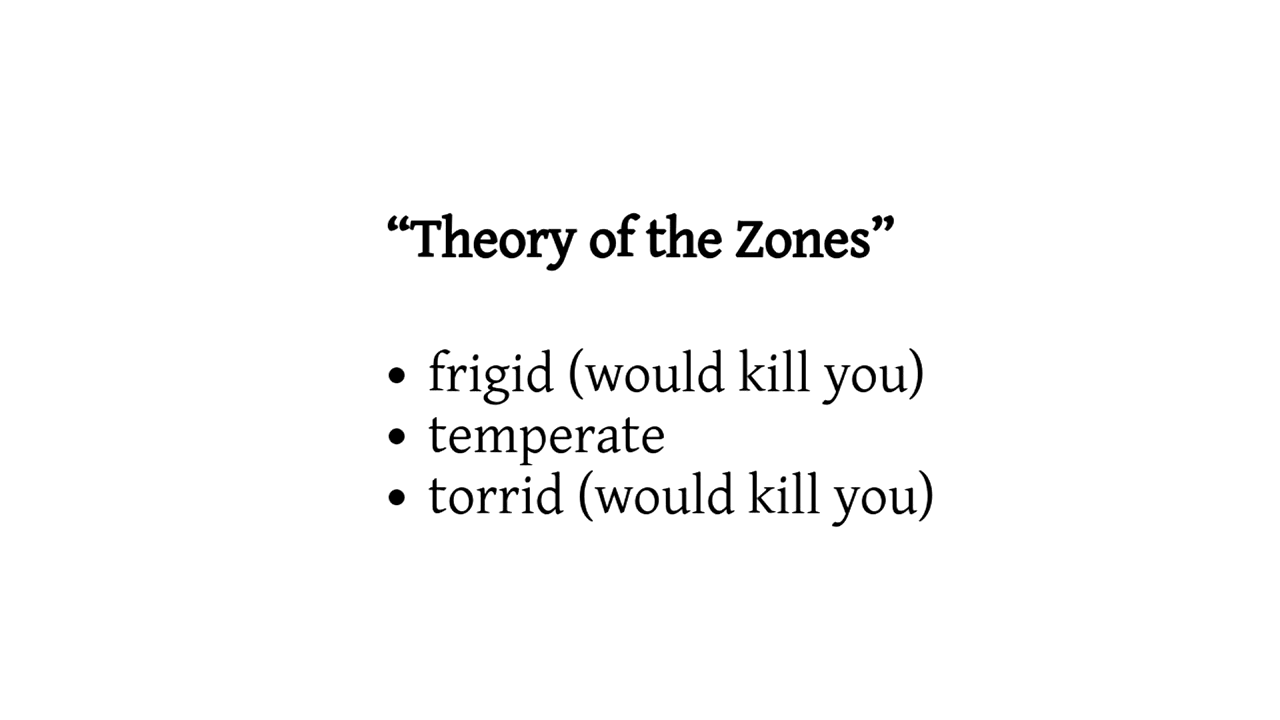 “Theory of the Zones”
• frigid (would kill you)
• temperate
• torrid (would kill you)